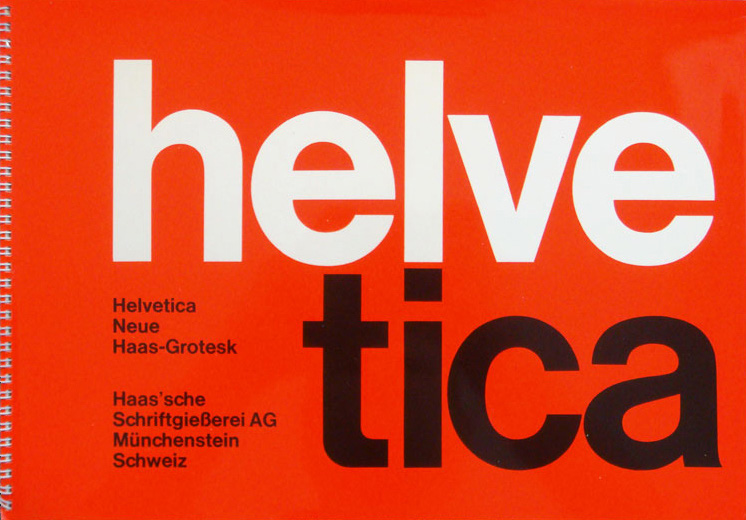 helve
tica
Helvetica
Neue
Haas-Grotesk
Haas'sche
Schriftgießerei AG
Münchenstein
Schweiz